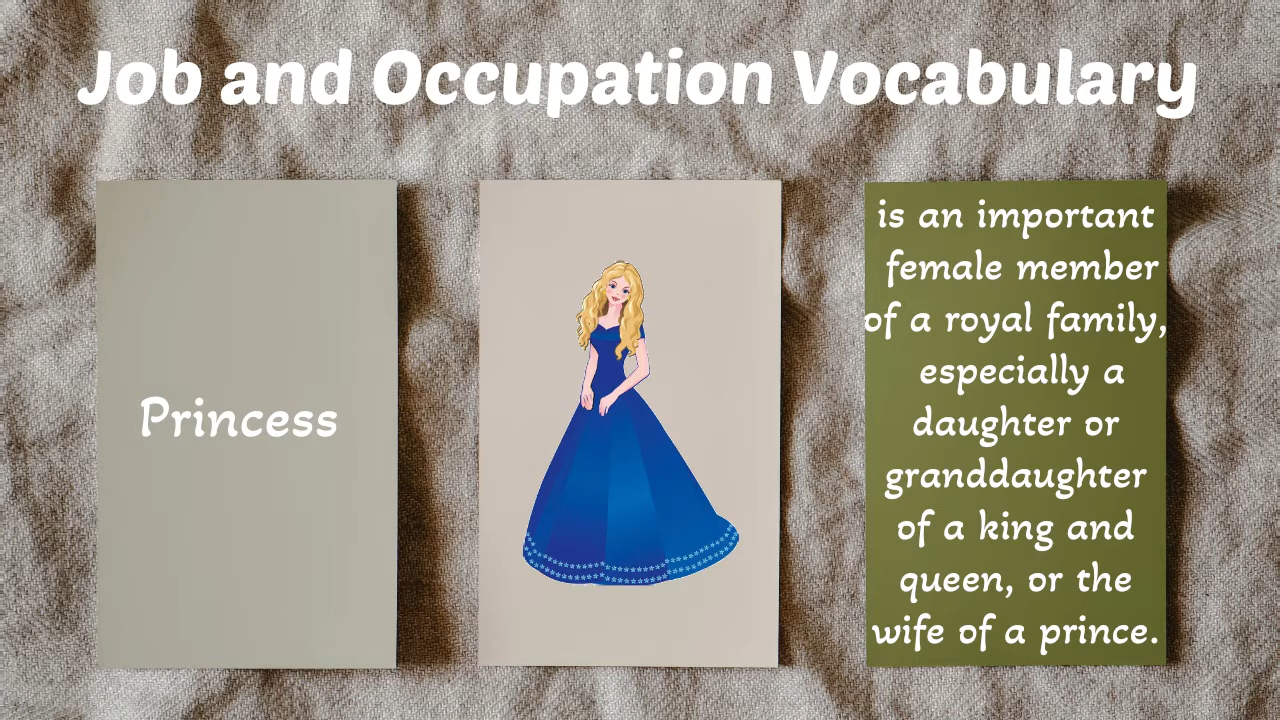 Job and Occupation Vocabulary
Princess
is an important
female member
of a royal family,
especially a
daughter or
granddaughter
of a king and
queen, or the
wife of a prince.